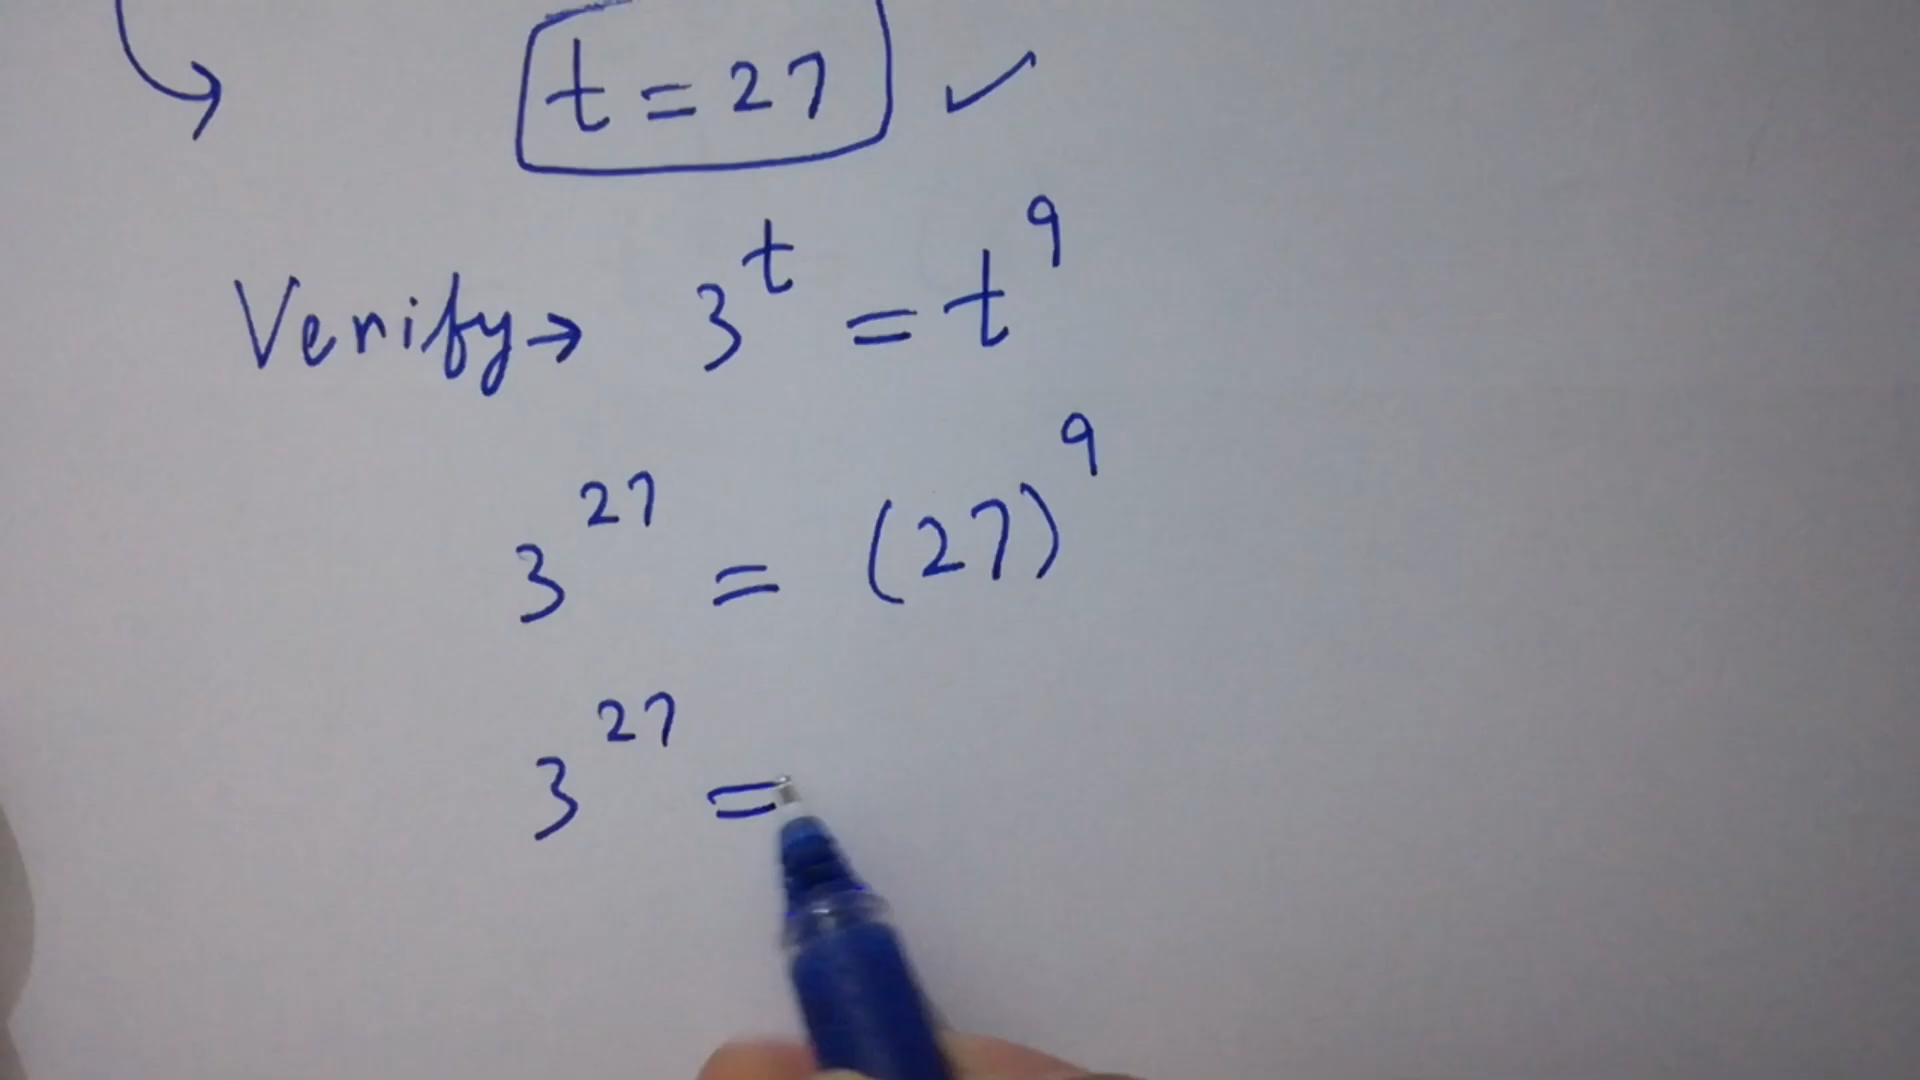 t = 27 ✓
Verify → 3^t = t^9
3^27 = (27)^9
3^27 =